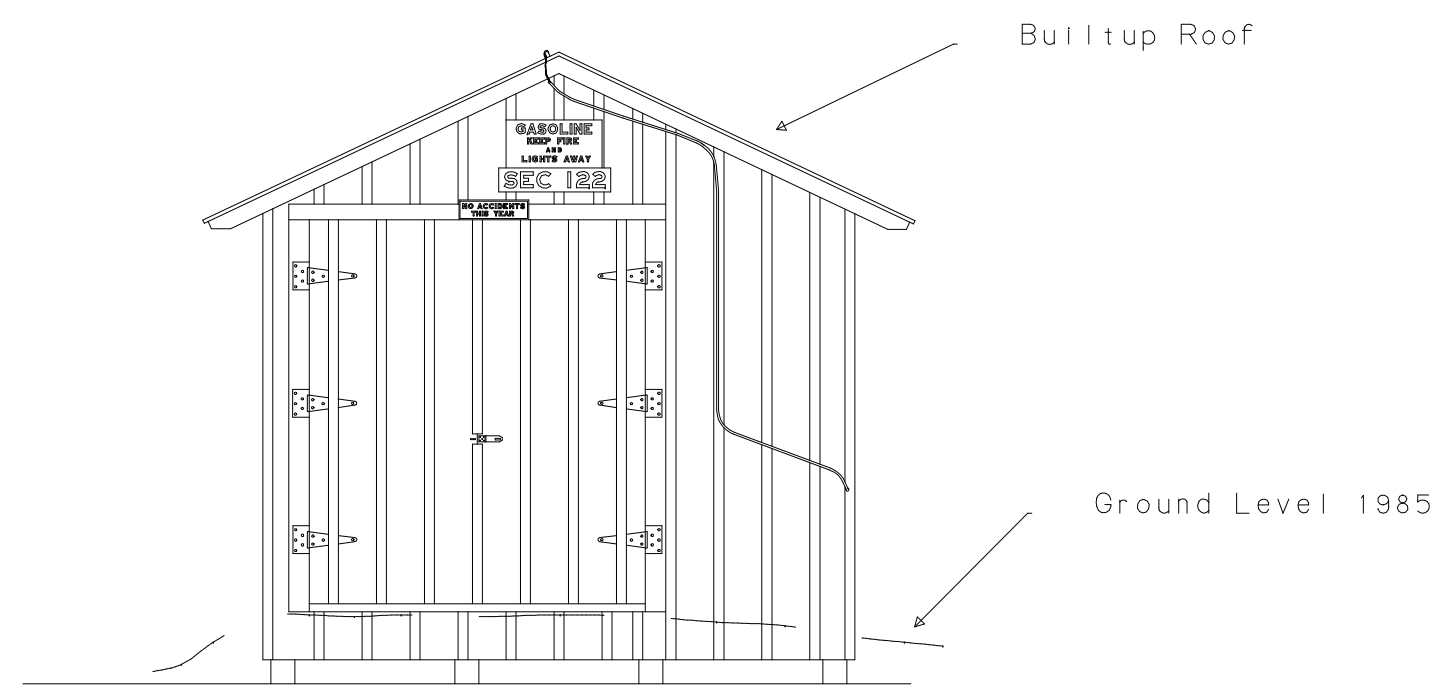 Builtup Roof
GASOLINE
KEEP FIRE
AND
LIGHTS AWAY
SEC 122
NO ACCIDENTS
THIS YEAR
Ground Level 1985